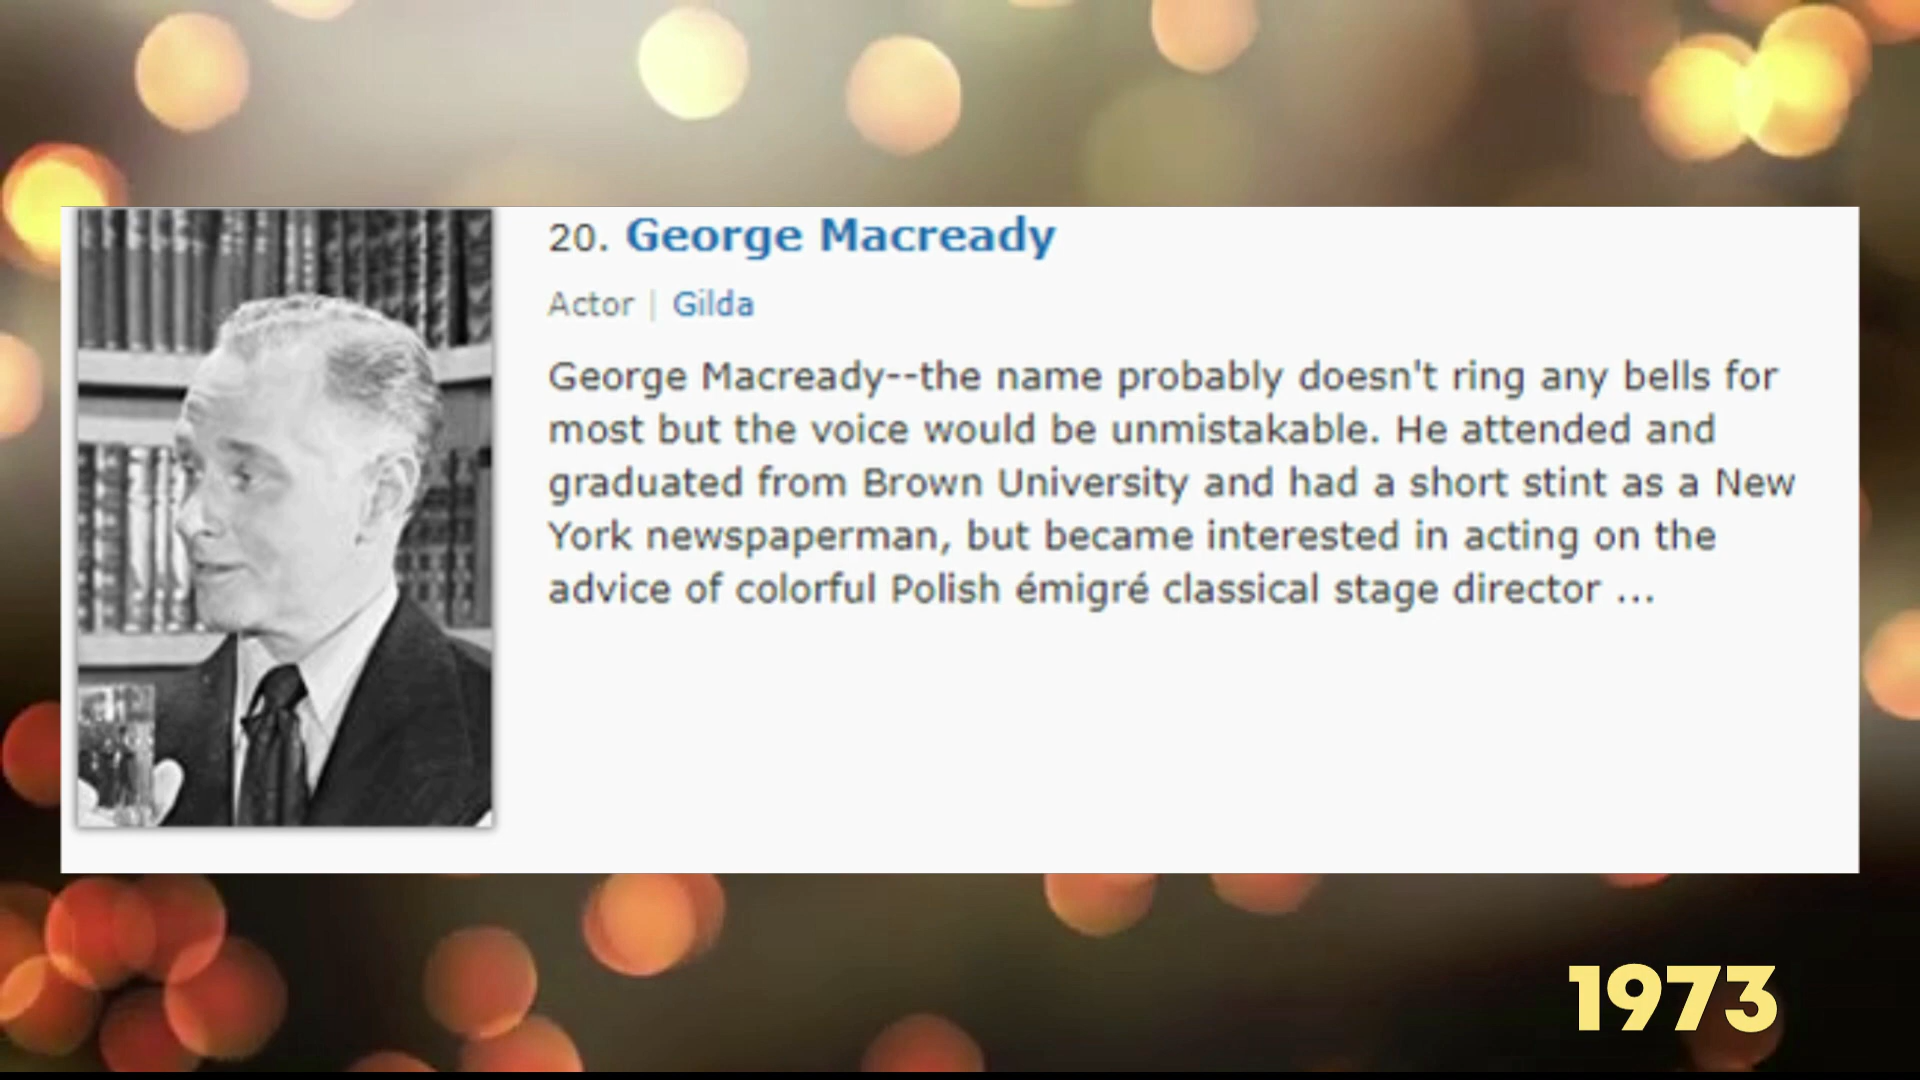 20. George Macready
Actor | Gilda
George Macready--the name probably doesn't ring any bells for
most but the voice would be unmistakable. He attended and
graduated from Brown University and had a short stint as a New
York newspaperman, but became interested in acting on the
advice of colorful Polish émigré classical stage director ...
1973